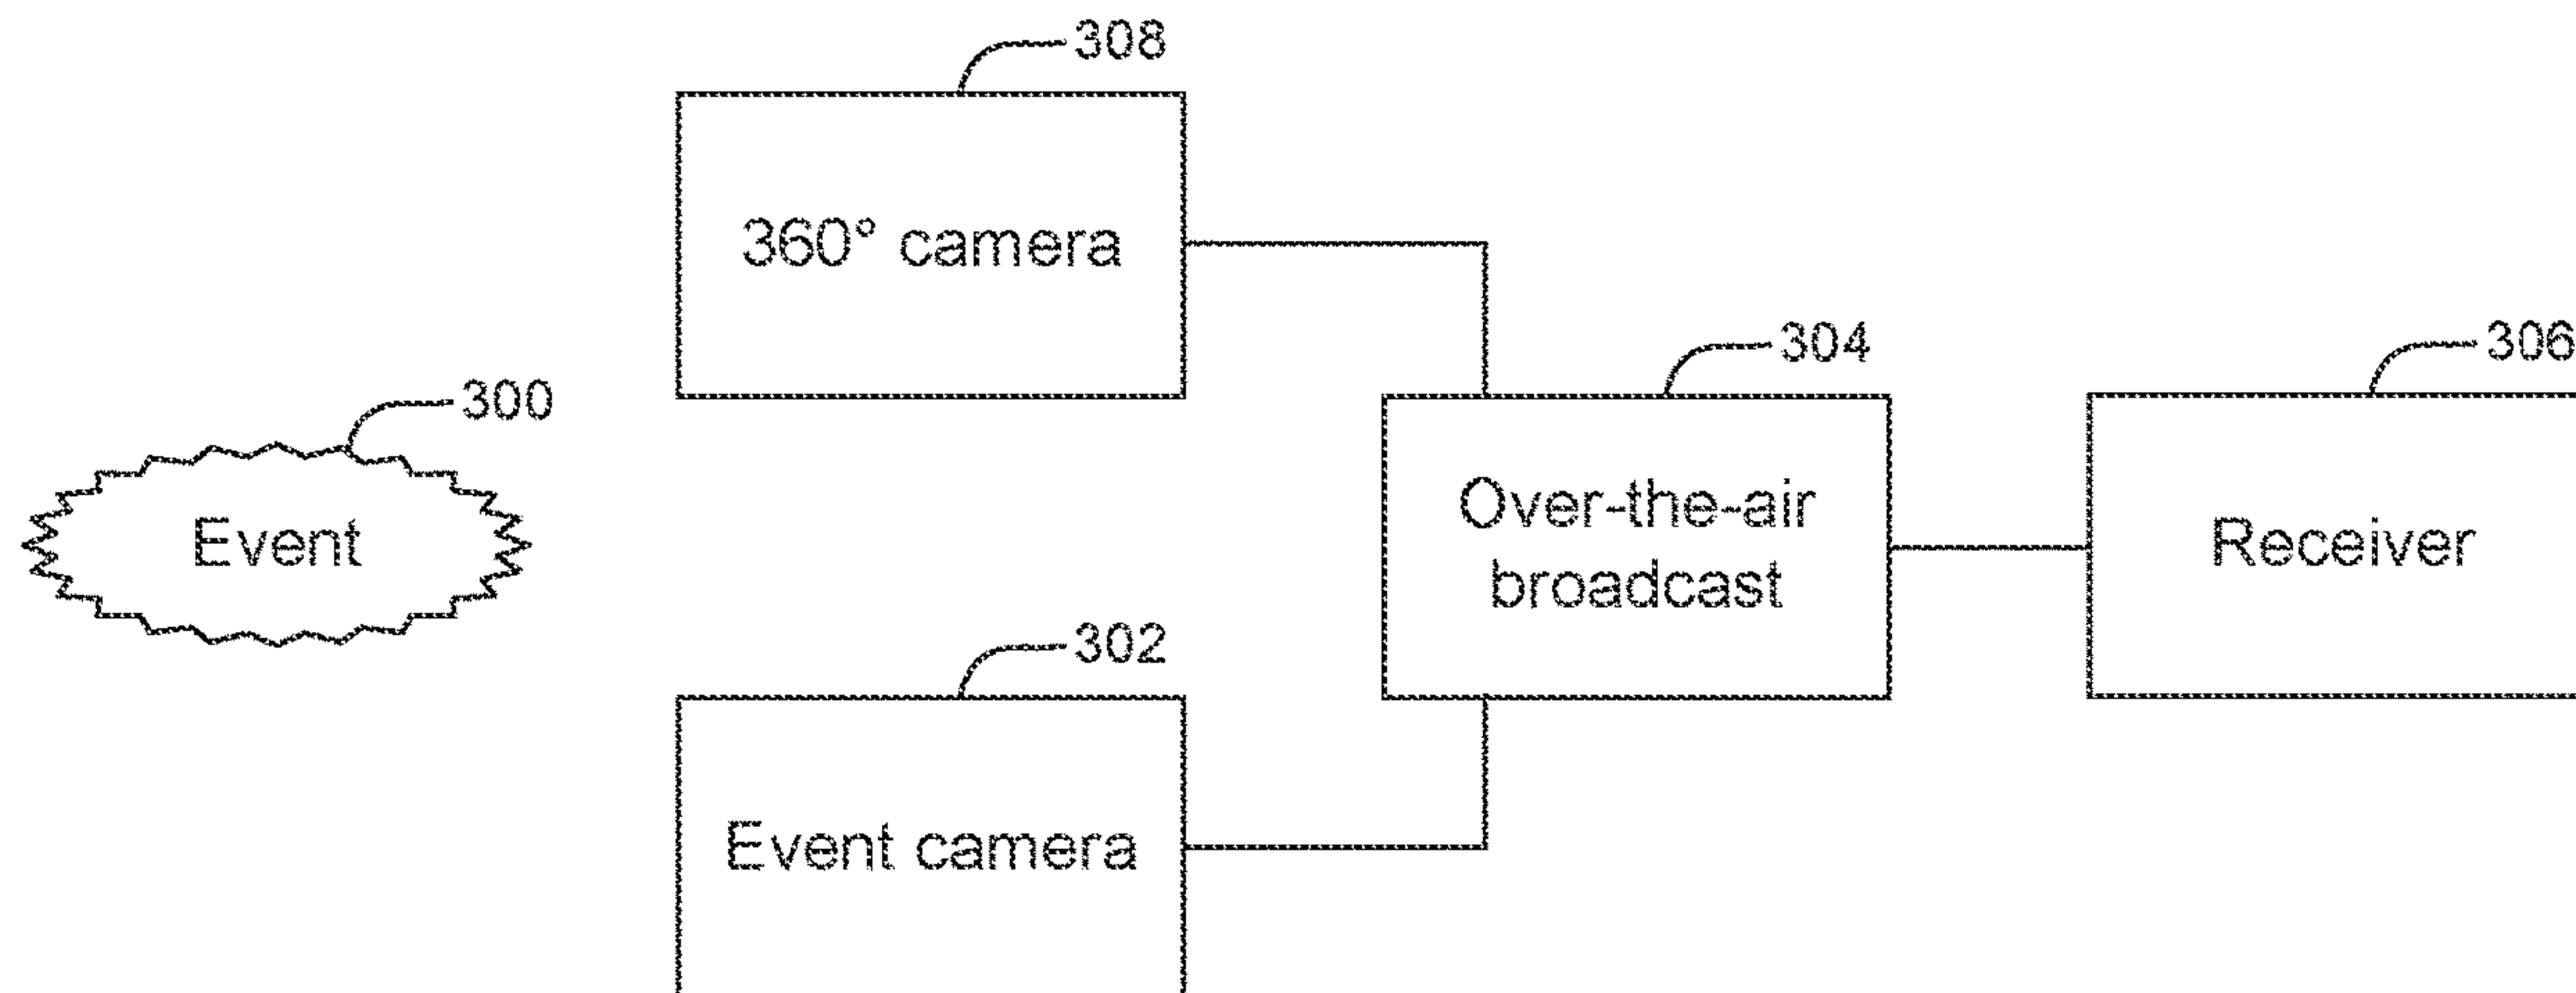 308
360° camera
304
306
300
Over-the-air
broadcast
Receiver
Event
302
Event camera